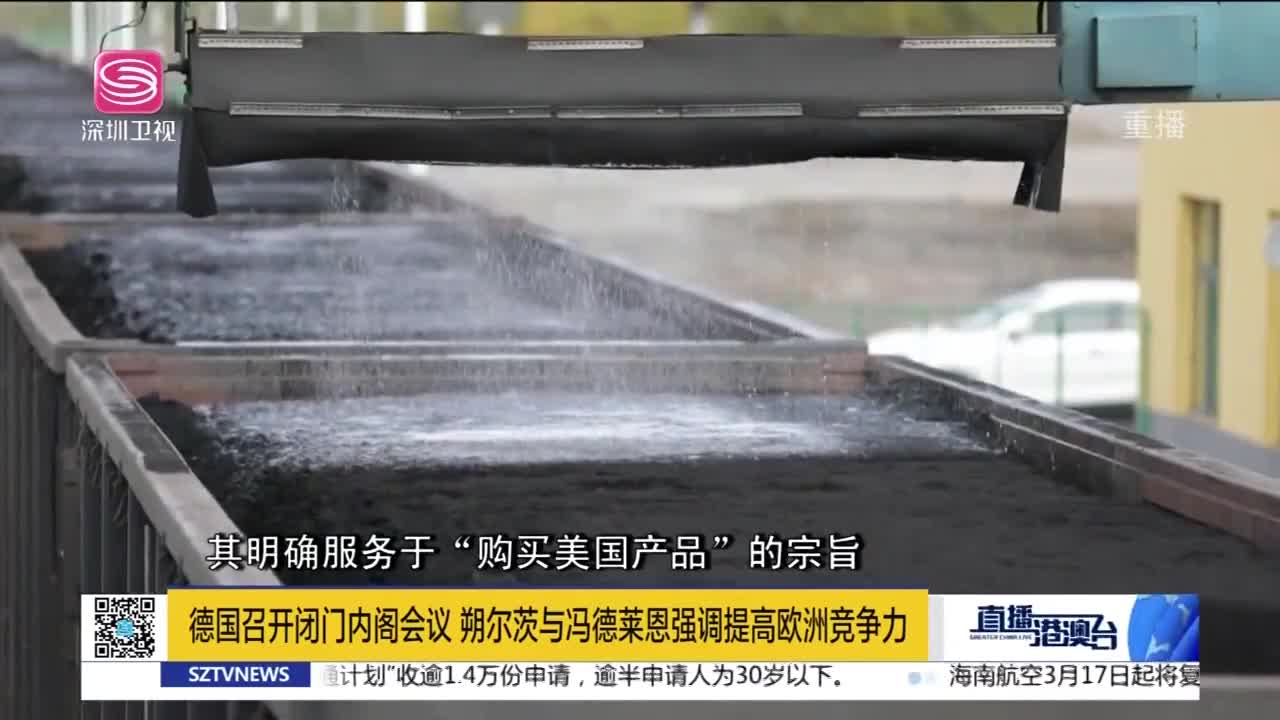 深圳卫视
重播
其明确服务于“购买美国产品”的宗旨
德国召开闭门内阁会议 朔尔茨与冯德莱恩强调提高欧洲竞争力
直播港澳台
GREATER CHINA LIVE
SZTVNEWS
通计划”收逾1.4万份申请，逾半申请人为30岁以下。
海南航空3月17日起将复